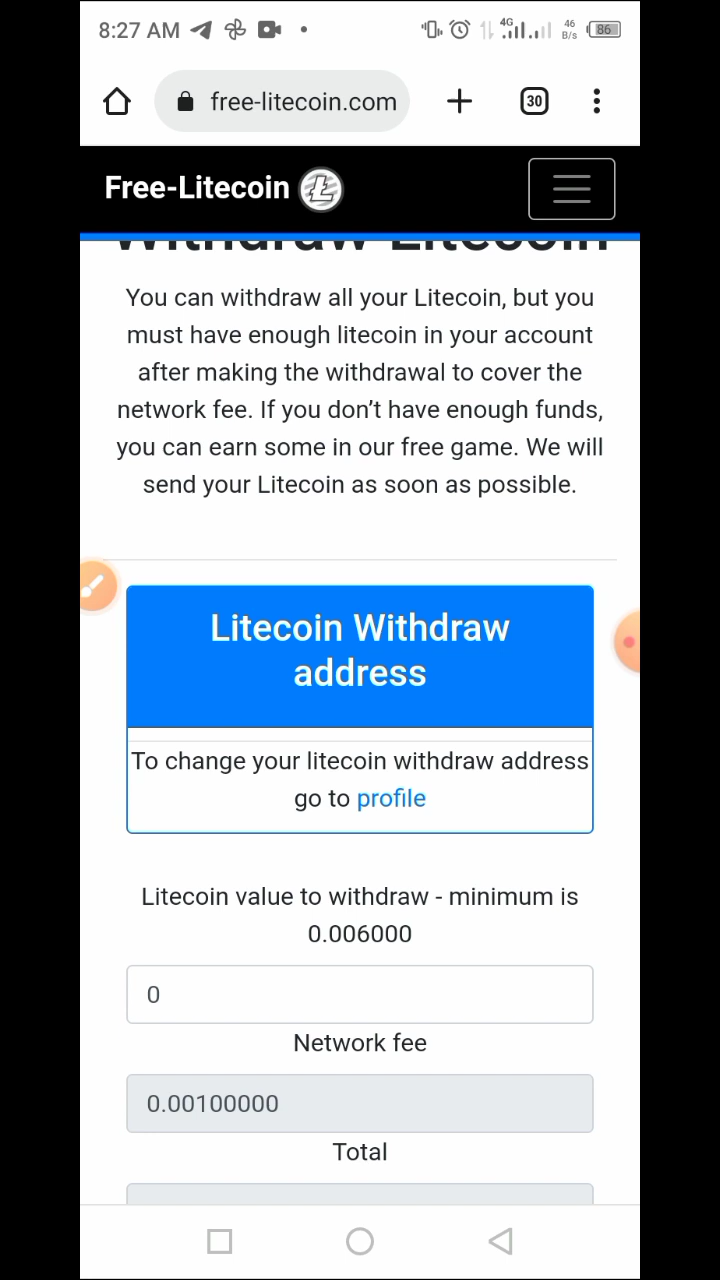 8:27 AM 4G 46 B/s 86
free-litecoin.com 30
Free-Litecoin
Withdraw Litecoin
You can withdraw all your Litecoin, but you
must have enough litecoin in your account
after making the withdrawal to cover the
network fee. If you don’t have enough funds,
you can earn some in our free game. We will
send your Litecoin as soon as possible.
Litecoin Withdraw
address
To change your litecoin withdraw address
go to profile
Litecoin value to withdraw - minimum is
0.006000
0
Network fee
0.00100000
Total